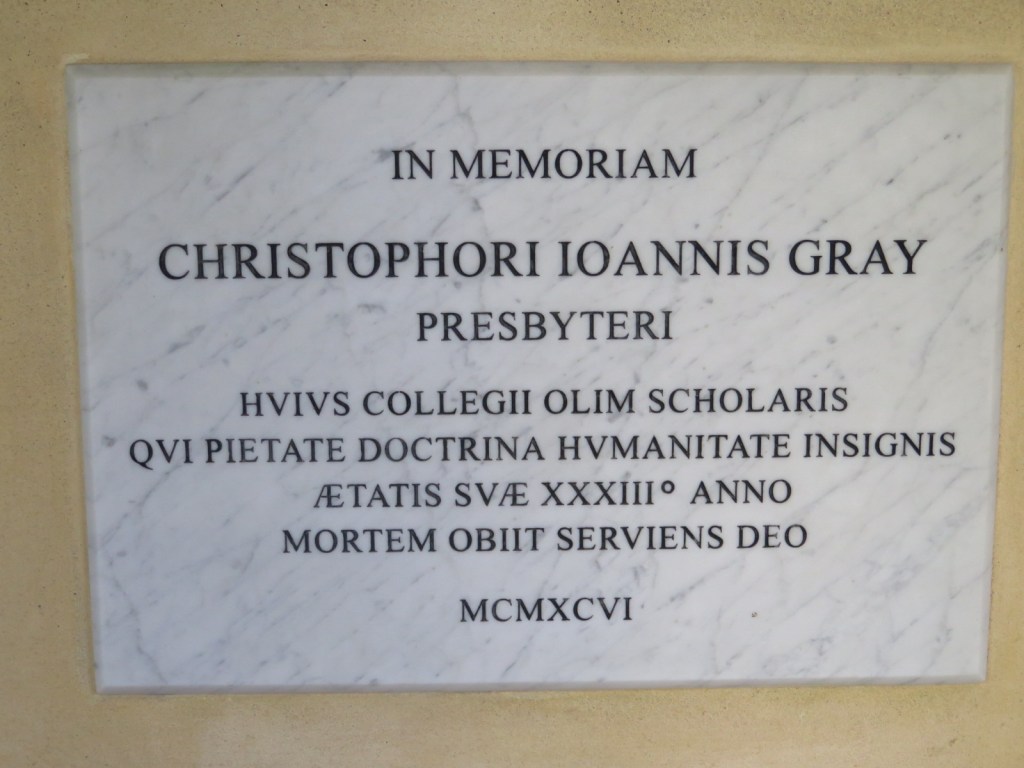 IN MEMORIAM
CHRISTOPHORI IOANNIS GRAY
PRESBYTERI
HVIVS COLLEGII OLIM SCHOLARIS
QVI PIETATE DOCTRINA HVMANITATE INSIGNIS
ÆTATIS SVÆ XXXIIIº ANNO
MORTEM OBIIT SERVIENS DEO
MCMXCVI